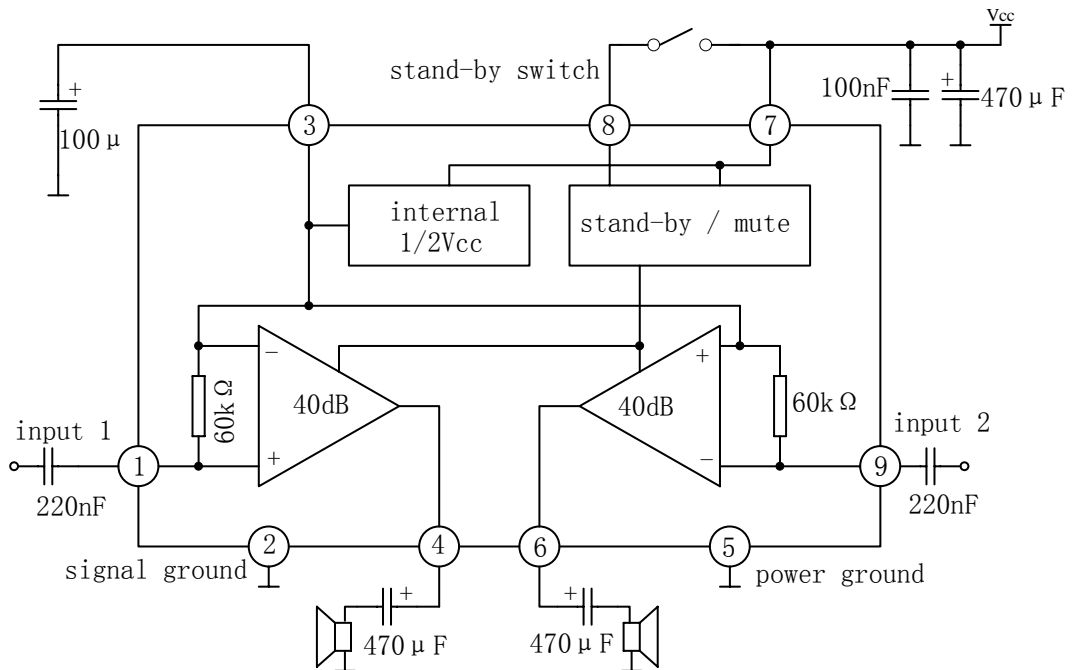 Vcc
stand-by switch
+
100μ
3
8
7
100nF
+
470μF
internal
1/2Vcc
stand-by / mute
−
40dB
+
60kΩ
+
40dB
−
60kΩ
input 1
220nF
1
input 2
220nF
9
2
4
6
5
signal ground
power ground
+
470μF
+
470μF